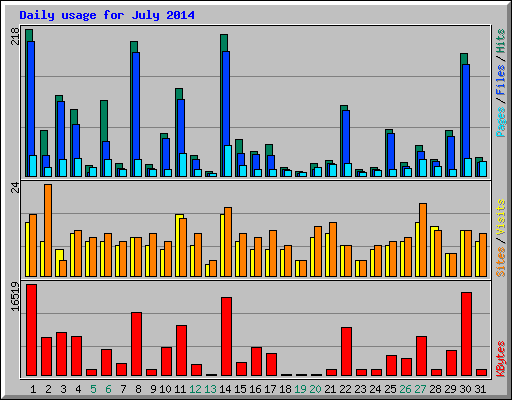 Daily usage for July 2014
218
Pages / Files / Hits
24
Sites / Visits
16519
KBytes
1 2 3 4 5 6 7 8 9 10 11 12 13 14 15 16 17 18 19 20 21 22 23 24 25 26 27 28 29 30 31